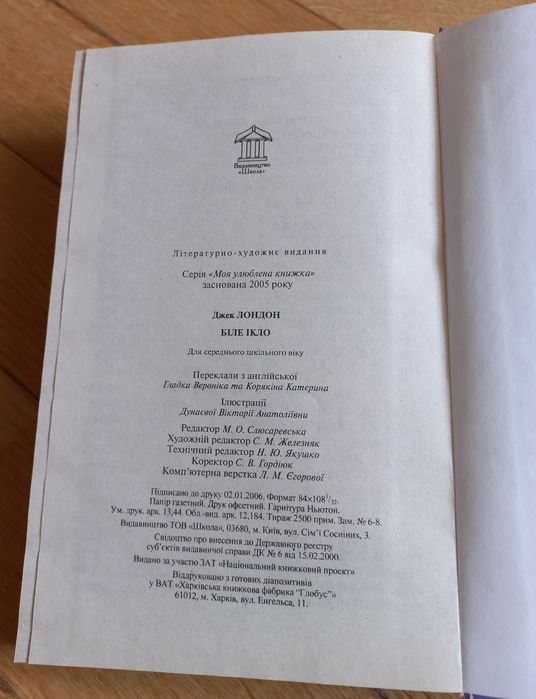 Видавництво
«Школа»
Літературно-художнє видання
Серія «Моя улюблена книжка»
заснована 2005 року
Джек ЛОНДОН
БІЛЕ ІКЛО
Для середнього шкільного віку
Переклали з англійської
Гладка Вероніка та Корякіна Катерина
Ілюстрації
Дунаєвої Вікторії Анатоліївни
Редактор М. О. Слюсаревська
Художній редактор С. М. Железняк
Технічний редактор Н. Ю. Якушко
Коректор С. В. Гордіюк
Комп’ютерна верстка Л. М. Єгорової
Підписано до друку 02.01.2006. Формат 84×108 1/32.
Папір газетний. Друк офсетний. Гарнітура Ньютон.
Ум. друк. арк. 13,44. Обл.-вид. арк. 12,184. Тираж 2500 прим. Зам. № 6-8.
Видавництво ТОВ «Школа», 03680, м. Київ, вул. Сім’ї Сосніних, 3.
Свідоцтво про внесення до Державного реєстру
суб’єктів видавничої справи ДК № 6 від 15.02.2000.
Видано за участю ЗАТ «Національний книжковий проект»
Віддруковано з готових діапозитивів
у ВАТ «Харківська книжкова фабрика “Глобус”»
61012, м. Харків, вул. Енгельса, 11.